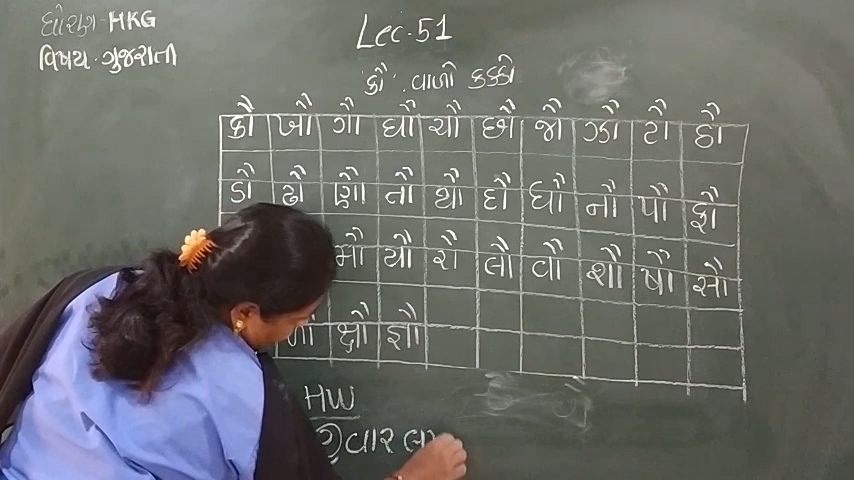 ધોરણ - HKG
વિષય - ગુજરાતી
Lec-51
કૌ વાળો કક્કો
કૌ ખૌ ગૌ ઘૌ ચૌ છૌ જૌ ઝૌ ટૌ ઠૌ
ડૌ ઢૌ ણૌ તૌ થૌ દૌ ધૌ નૌ પૌ ફૌ
મૌ યૌ રૌ લૌ વૌ શૌ ષૌ સૌ
ક્ષૌ જ્ઞૌ
HW